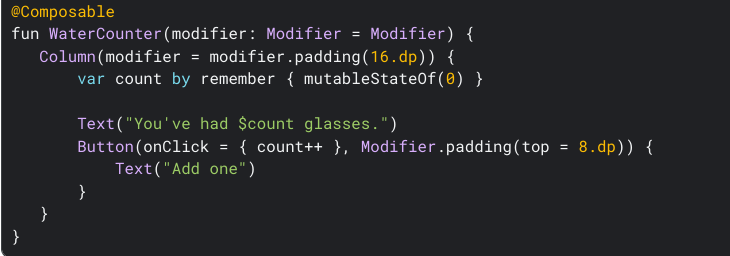 @Composable
fun WaterCounter(modifier: Modifier = Modifier) {
   Column(modifier = modifier.padding(16.dp)) {
       var count by remember { mutableStateOf(0) }

       Text("You've had $count glasses.")
       Button(onClick = { count++ }, Modifier.padding(top = 8.dp)) {
           Text("Add one")
       }
   }
}